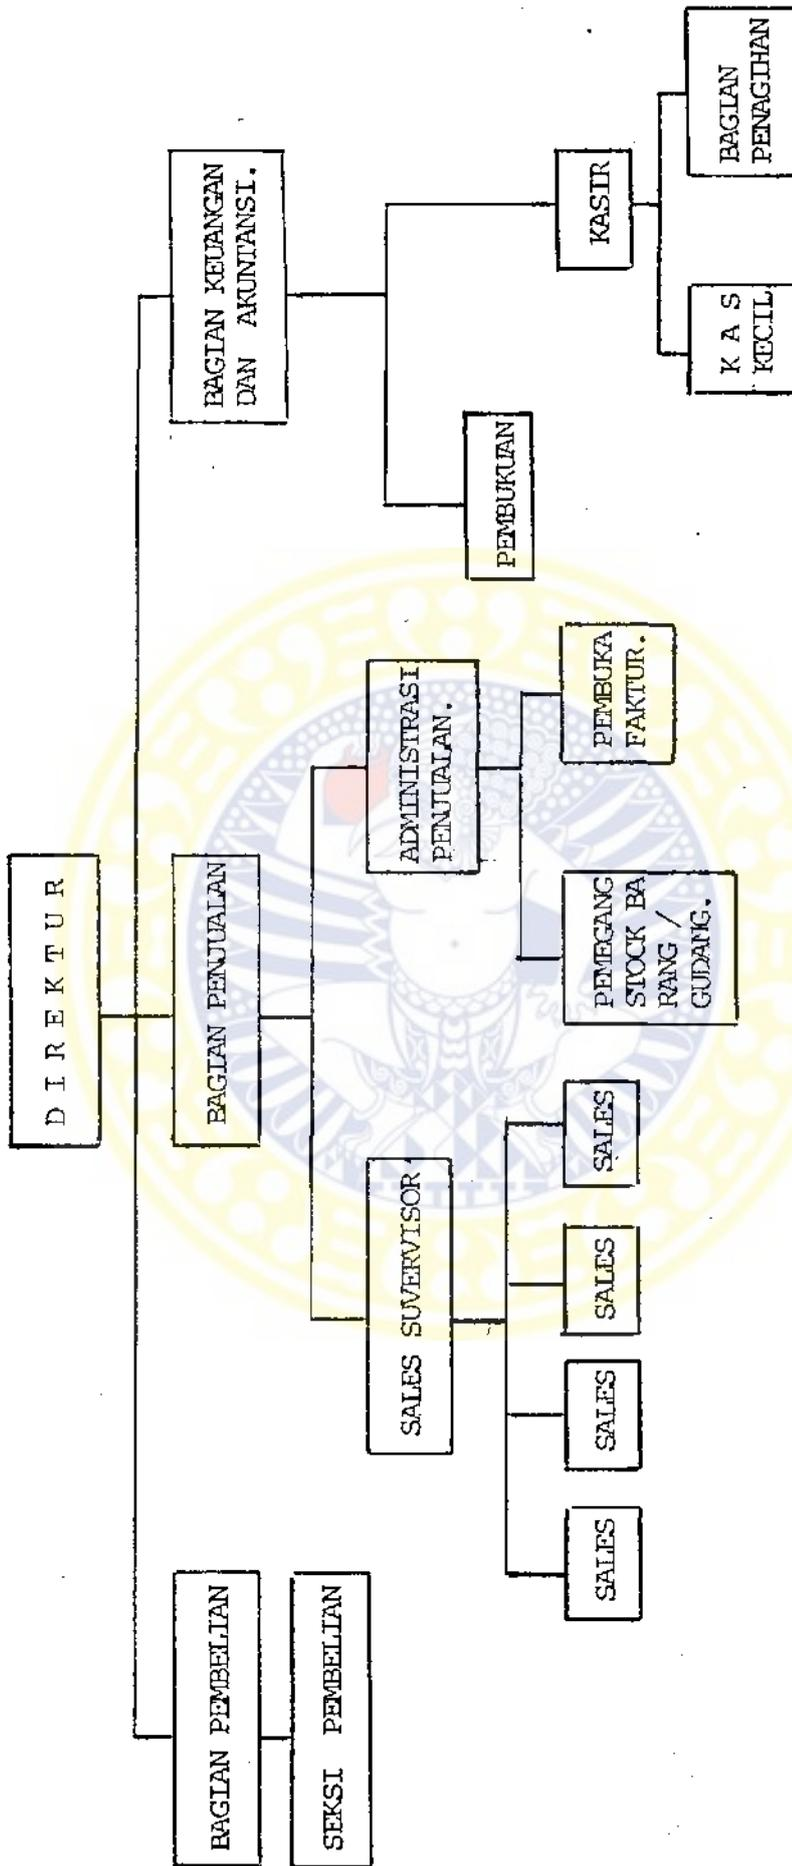 D I R E K T U R
BAGIAN PEMBELIAN
SEKSI PEMBELIAN
BAGIAN PENJUALAN
SALES SUVERVISOR
SALES
SALES
SALES
SALES
ADMINISTRASI
PENJUALAN.
PEMEGANG
STOCK BA
RANG /
GUDANG.
PEMBUKA
FAKTUR.
BAGIAN KEUANGAN
DAN AKUNTANSI.
PEMBUKUAN
KASIR
K A S
KECIL
BAGIAN
PENAGIHAN